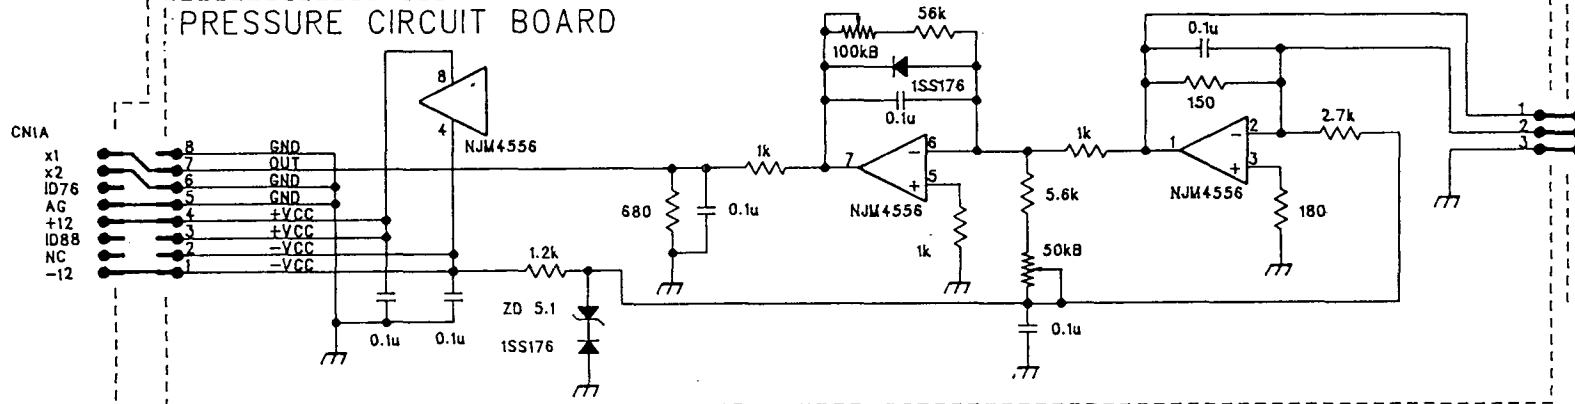 PRESSURE CIRCUIT BOARD
CN1A
x1
x2
ID76
AG
+12
ID88
NC
-12
8 GND
7 OUT
6 GND
5 GND
4 +VCC
3 +VCC
2 -VCC
1 -VCC
8
4
NJM4556
0.1u
0.1u
1.2k
ZD 5.1
1SS176
680
0.1u
1k
100kB
56k
1SS176
0.1u
7
6
5
-
+
NJM4556
1k
1k
5.6k
50kB
0.1u
0.1u
150
1
2
3
-
+
NJM4556
180
2.7k
1
2
3